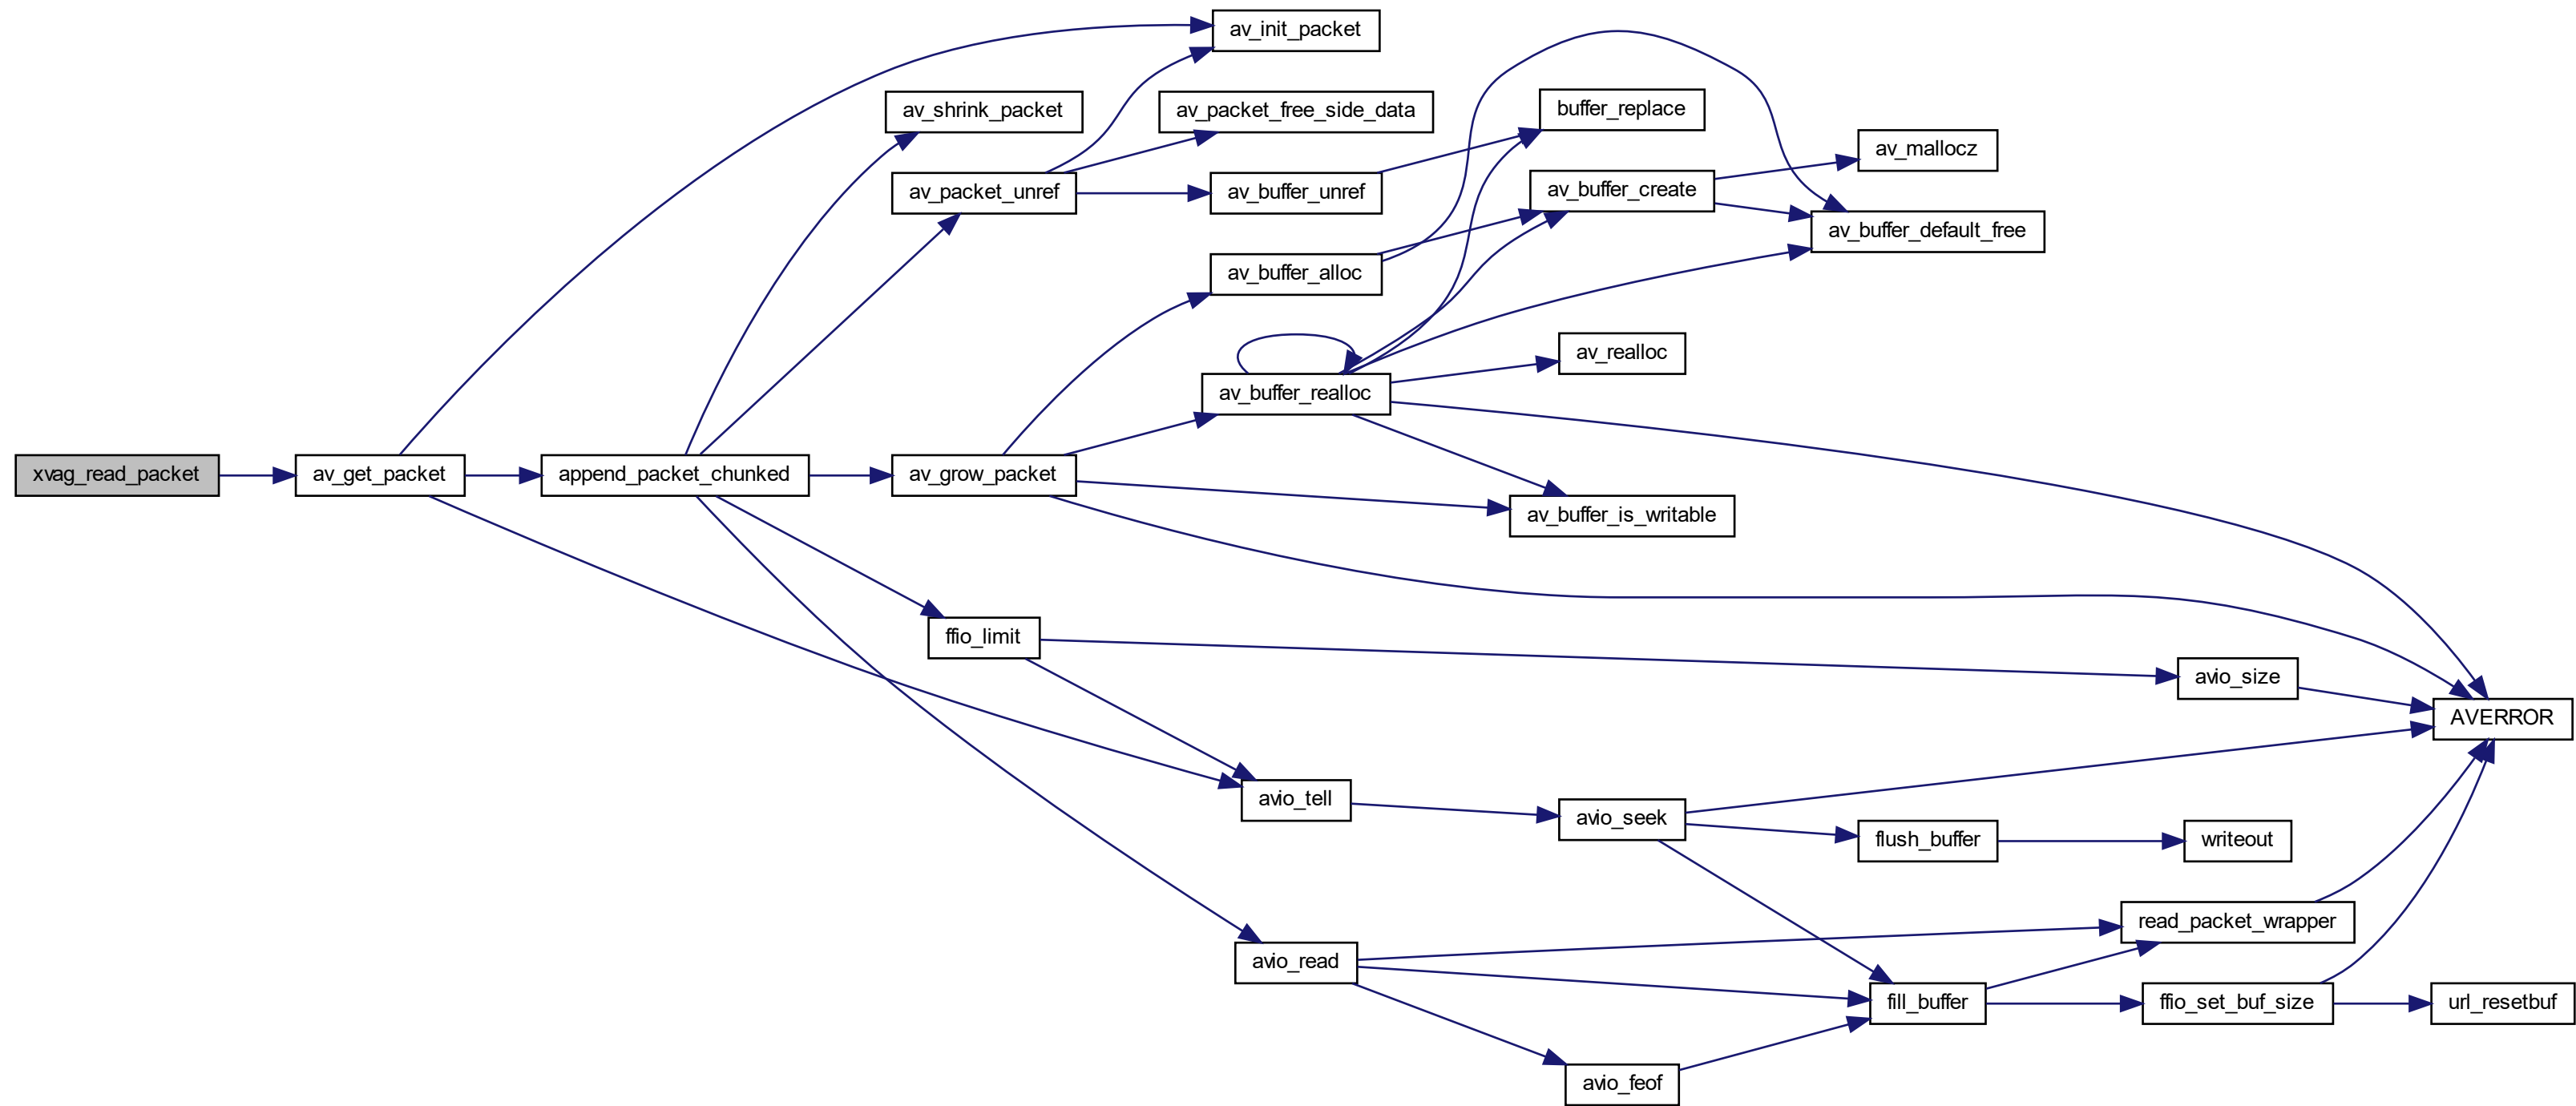 av_init_packet
av_shrink_packet
av_packet_free_side_data
buffer_replace
av_mallocz
av_packet_unref
av_buffer_unref
av_buffer_create
av_buffer_default_free
av_buffer_alloc
av_realloc
av_buffer_realloc
xvag_read_packet
av_get_packet
append_packet_chunked
av_grow_packet
av_buffer_is_writable
ffio_limit
avio_size
AVERROR
avio_tell
avio_seek
flush_buffer
writeout
read_packet_wrapper
avio_read
fill_buffer
ffio_set_buf_size
url_resetbuf
avio_feof